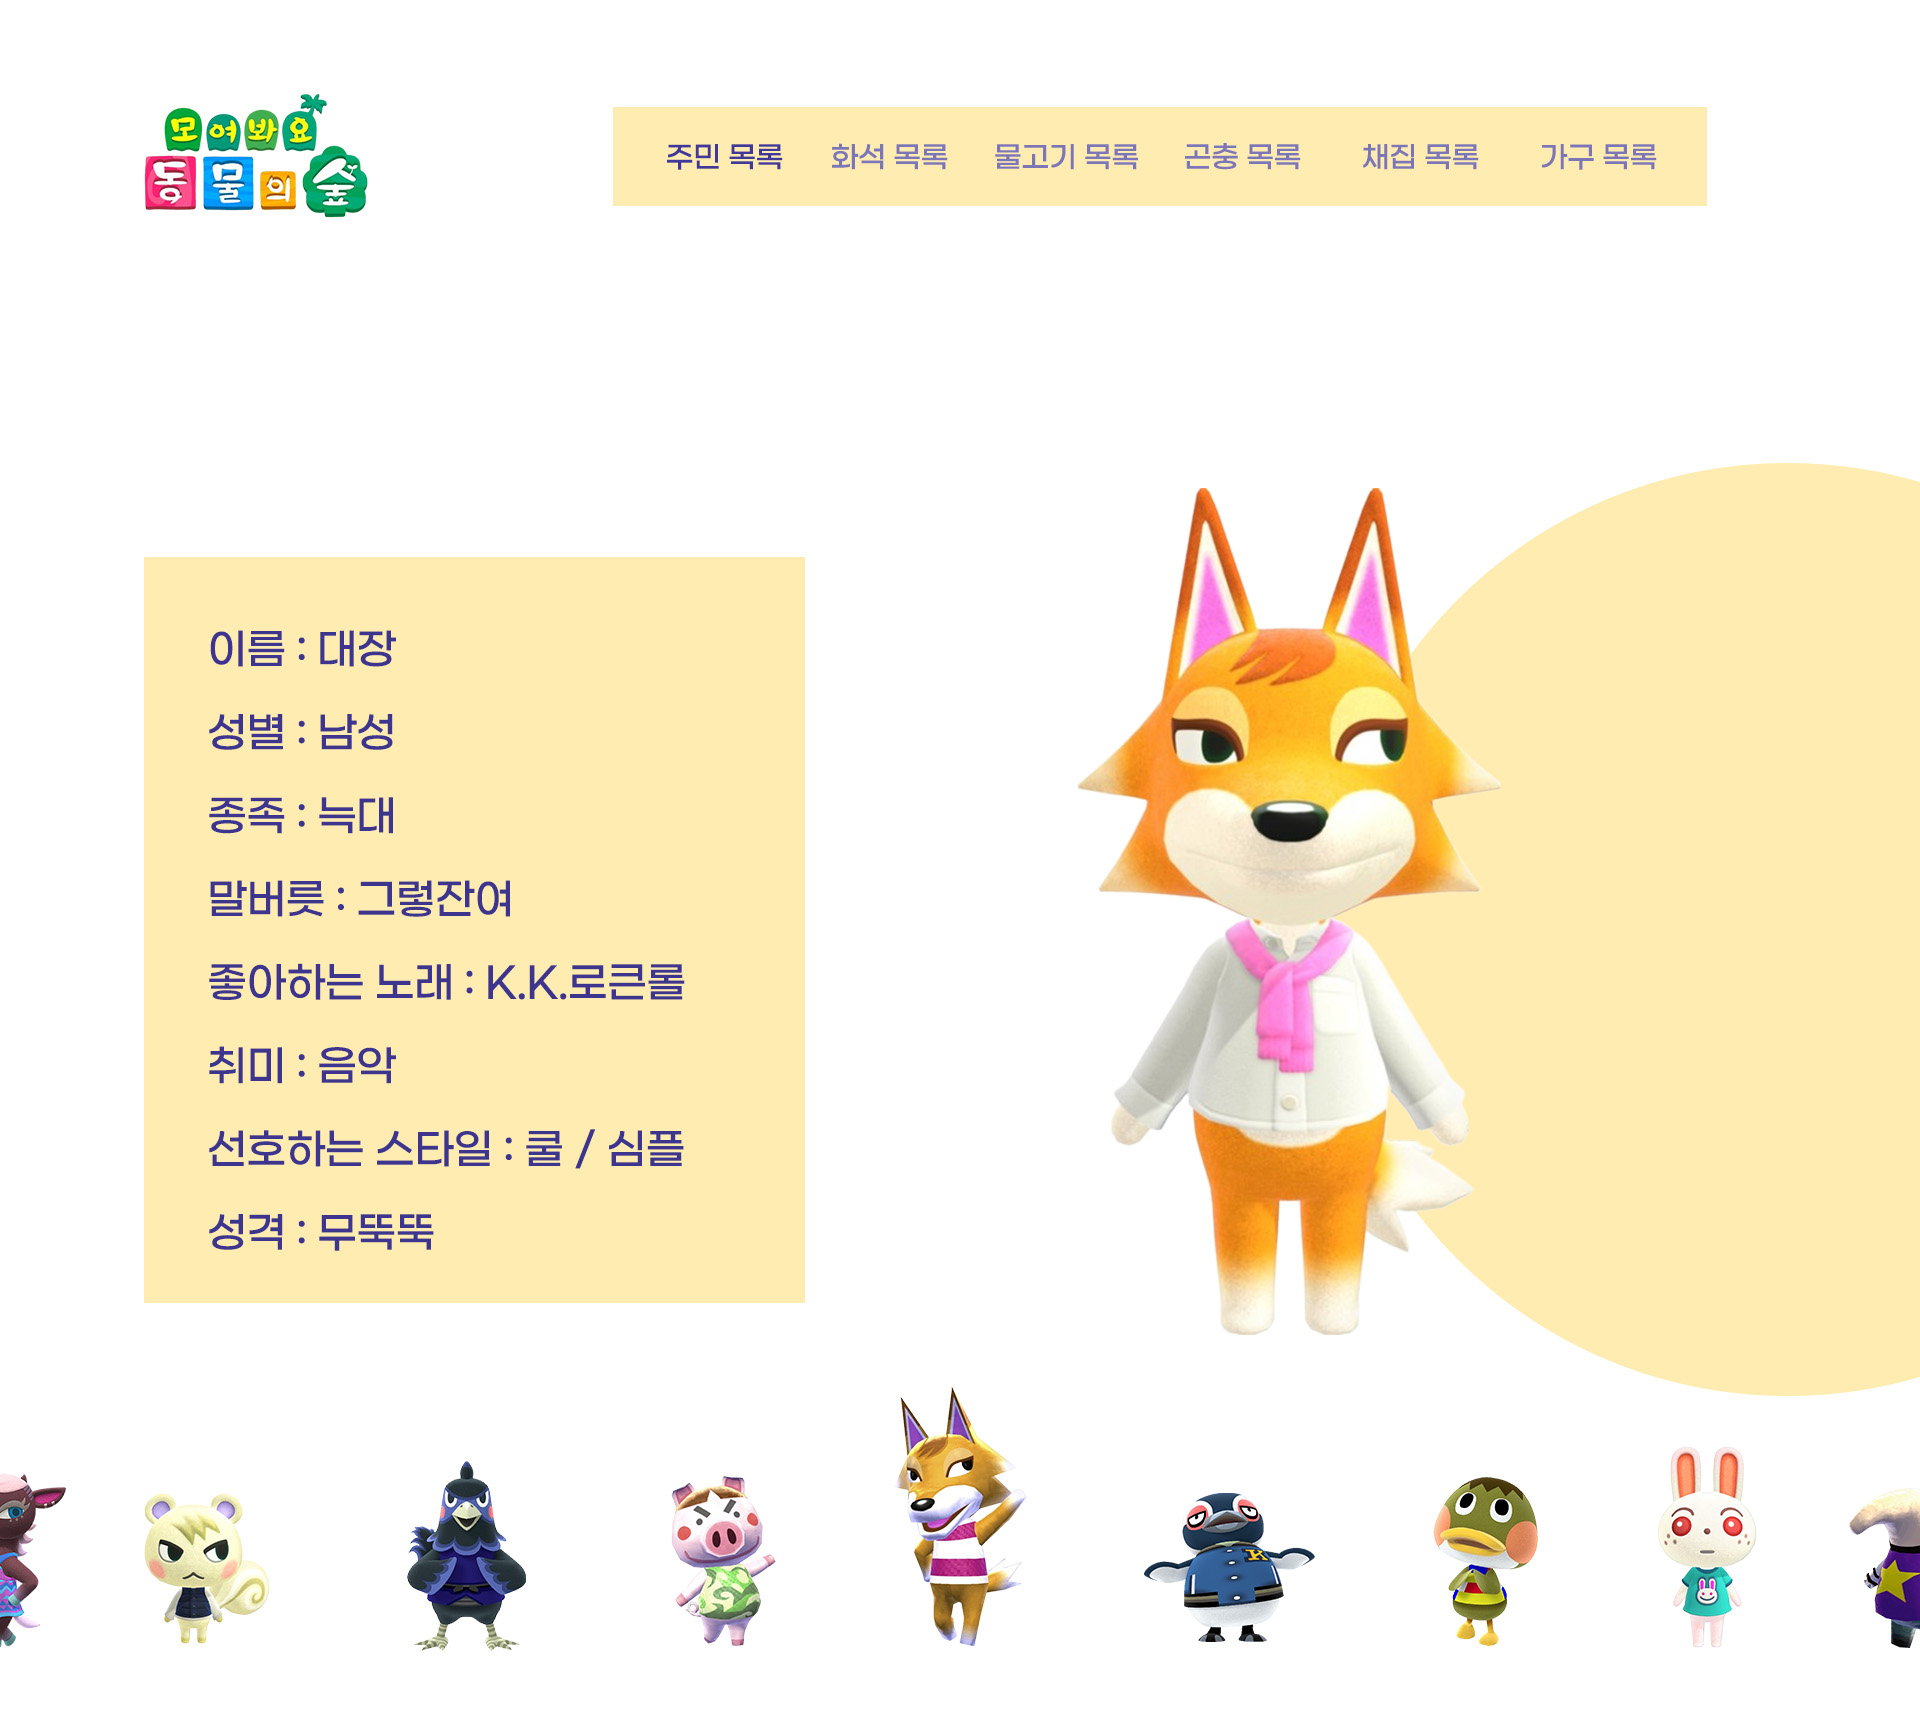 모여봐요
동물의숲
주민 목록 화석 목록 물고기 목록 곤충 목록 채집 목록 가구 목록
이름 : 대장
성별 : 남성
종족 : 늑대
말버릇 : 그렇잖여
좋아하는 노래 : K.K.로큰롤
취미 : 음악
선호하는 스타일 : 쿨 / 심플
성격 : 무뚝뚝
K